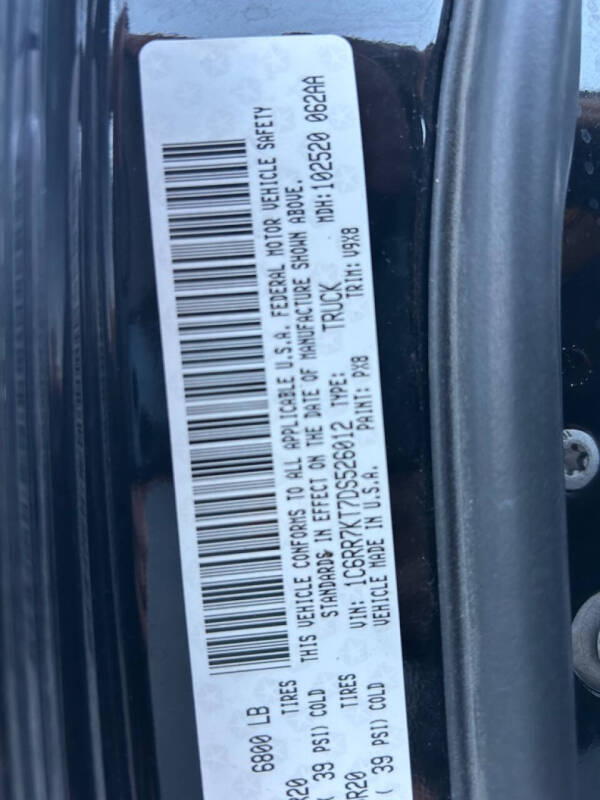 6800 LB
R20 TIRES
( 39 PSI) COLD
THIS VEHICLE CONFORMS TO ALL APPLICABLE U.S.A. FEDERAL MOTOR VEHICLE SAFETY
STANDARDS IN EFFECT ON THE DATE OF MANUFACTURE SHOWN ABOVE.
R20 TIRES
( 39 PSI) COLD
VIN: 1C6RR7KT7DS526012 TYPE: TRUCK MDH:102520 062AA
VEHICLE MADE IN U.S.A. PAINT: PX8 TRIM: V9X8